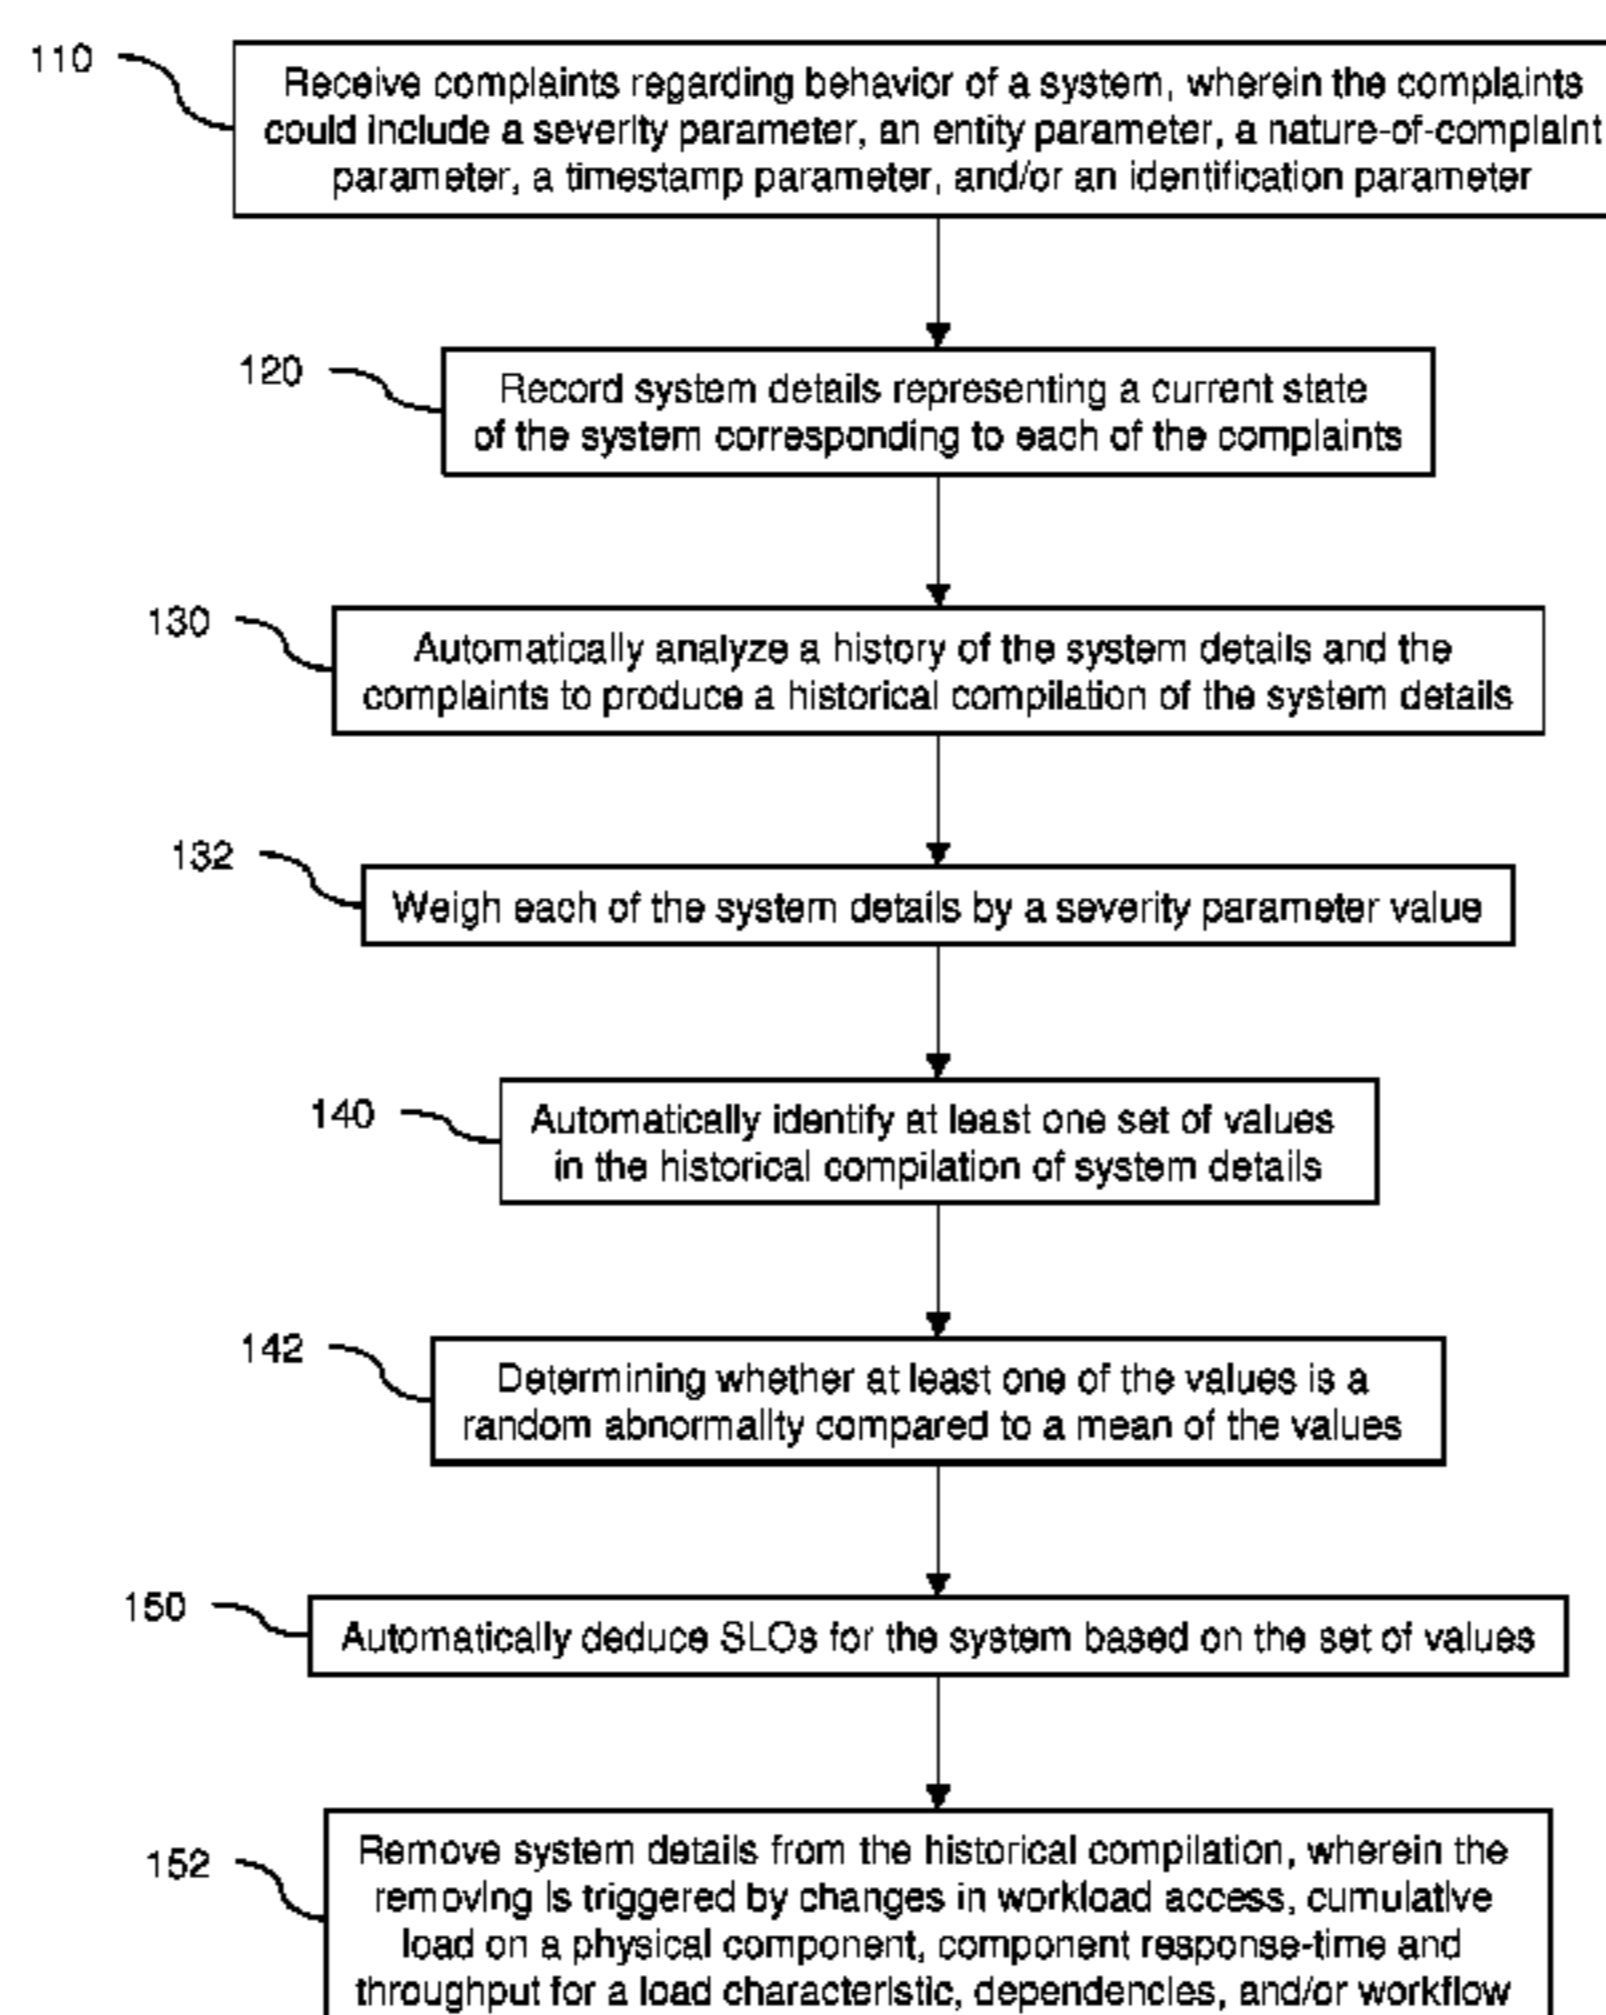 110
Receive complaints regarding behavior of a system, wherein the complaints
could include a severity parameter, an entity parameter, a nature-of-complaint
parameter, a timestamp parameter, and/or an identification parameter
120
Record system details representing a current state
of the system corresponding to each of the complaints
130
Automatically analyze a history of the system details and the
complaints to produce a historical compilation of the system details
132
Weigh each of the system details by a severity parameter value
140
Automatically identify at least one set of values
in the historical compilation of system details
142
Determining whether at least one of the values is a
random abnormality compared to a mean of the values
150
Automatically deduce SLOs for the system based on the set of values
152
Remove system details from the historical compilation, wherein the
removing is triggered by changes in workload access, cumulative
load on a physical component, component response-time and
throughput for a load characteristic, dependencies, and/or workflow